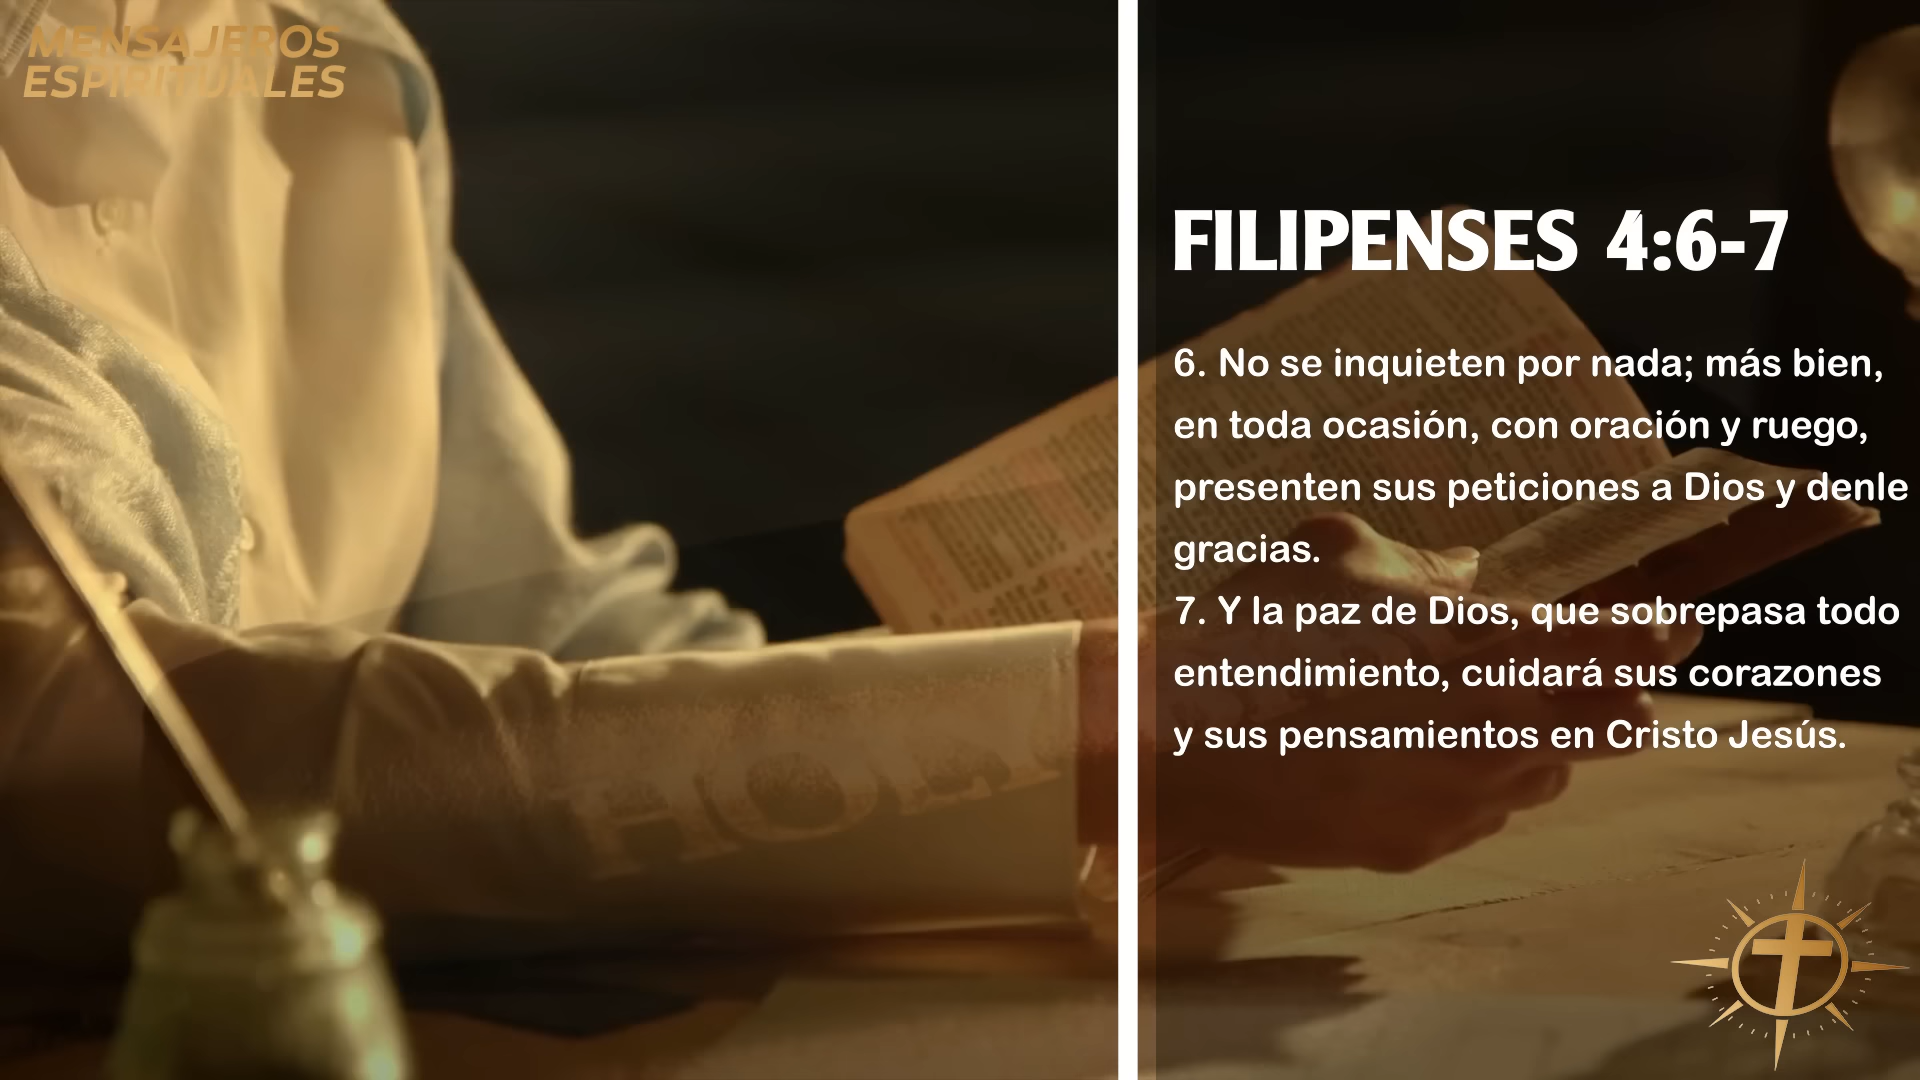 MENSAJEROS
ESPIRITUALES
FILIPENSES 4:6-7
6. No se inquieten por nada; más bien,
en toda ocasión, con oración y ruego,
presenten sus peticiones a Dios y denle
gracias.
7. Y la paz de Dios, que sobrepasa todo
entendimiento, cuidará sus corazones
y sus pensamientos en Cristo Jesús.